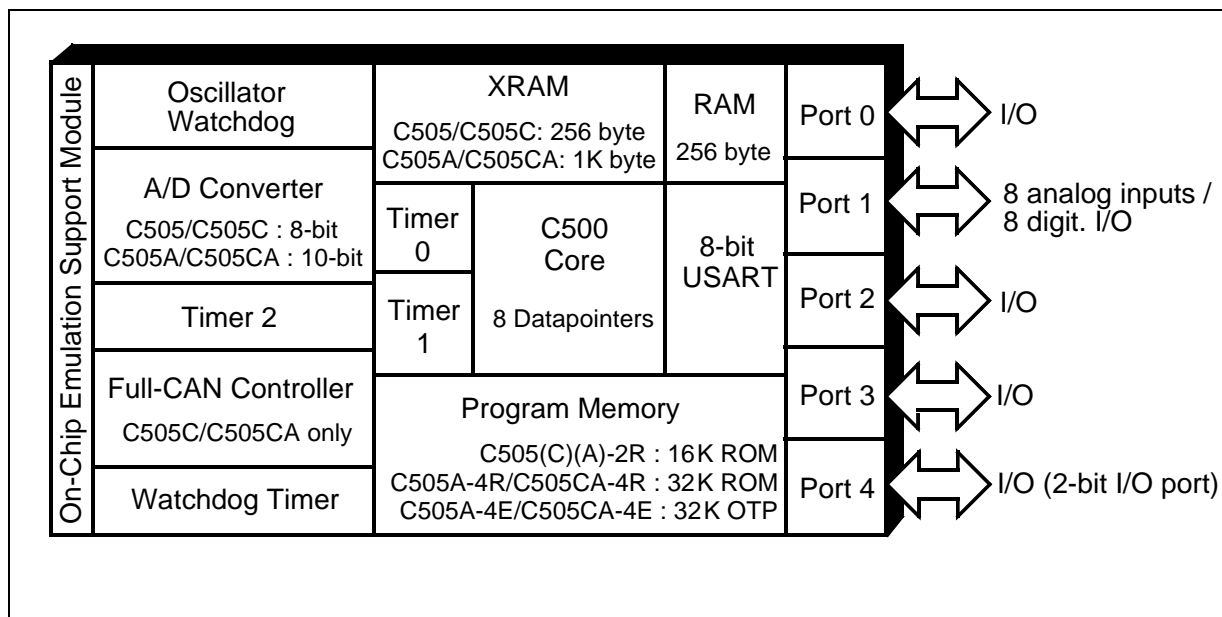 On-Chip Emulation Support Module
Oscillator
Watchdog
A/D Converter
C505/C505C : 8-bit
C505A/C505CA : 10-bit
Timer 2
Full-CAN Controller
C505C/C505CA only
Watchdog Timer
XRAM
C505/C505C: 256 byte
C505A/C505CA: 1K byte
RAM
256 byte
Timer
0
Timer
1
C500
Core
8 Datapointers
8-bit
USART
Program Memory
C505(C)(A)-2R : 16K ROM
C505A-4R/C505CA-4R : 32K ROM
C505A-4E/C505CA-4E : 32K OTP
Port 0
I/O
Port 1
8 analog inputs /
8 digit. I/O
Port 2
I/O
Port 3
I/O
Port 4
I/O (2-bit I/O port)